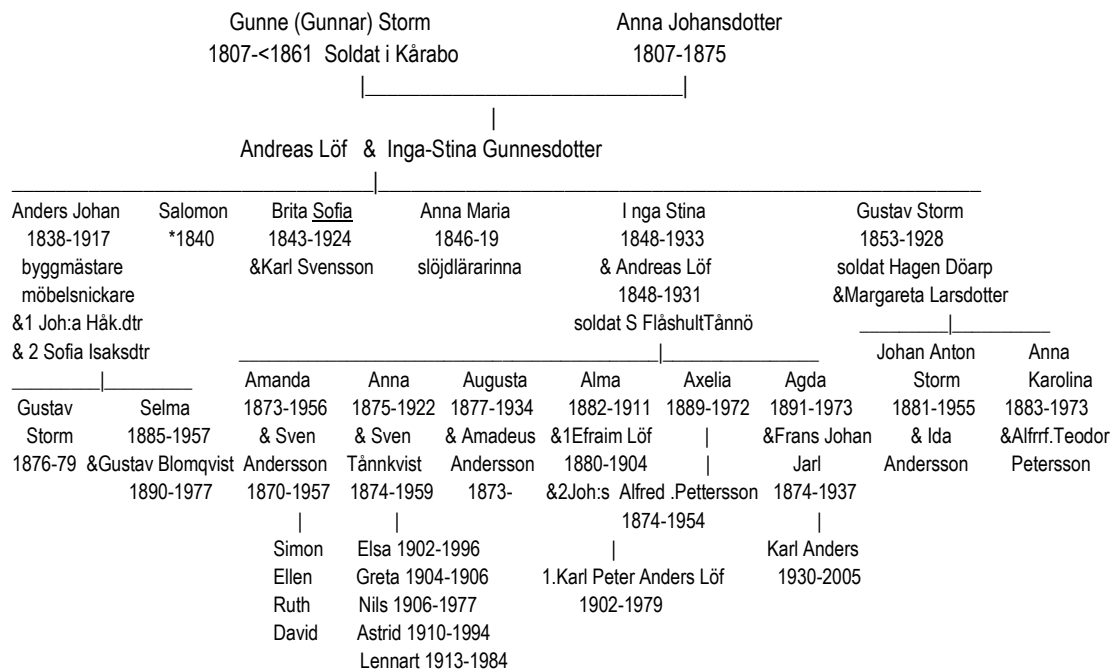 Gunne (Gunnar) Storm Anna Johansdotter
1807-<1861 Soldat i Kårabo 1807-1875
Andreas Löf & Inga-Stina Gunnesdotter
Anders Johan Salomon Brita Sofia Anna Maria I nga Stina Gustav Storm
1838-1917 *1840 1843-1924 1846-19 1848-1933 1853-1928
byggmästare &Karl Svensson slöjdlärarinna & Andreas Löf soldat Hagen Döarp
möbelsnickare 1848-1931 &Margareta Larsdotter
&1 Joh:a Håk.dtr soldat S FlåshultTånnö
& 2 Sofia Isaksdtr Johan Anton Anna
Amanda Anna Augusta Alma Axelia Agda Storm Karolina
Gustav Selma 1873-1956 1875-1922 1877-1934 1882-1911 1889-1972 1891-1973 1881-1955 1883-1973
Storm 1885-1957 & Sven & Sven & Amadeus &1Efraim Löf &Frans Johan & Ida &Alfrrf.Teodor
1876-79 &Gustav Blomqvist Andersson Tånnkvist Andersson 1880-1904 Jarl Andersson Petersson
1890-1977 1870-1957 1874-1959 1873- &2Joh:s Alfred .Pettersson 1874-1937
1874-1954
Simon Elsa 1902-1996 Karl Anders
Ellen Greta 1904-1906 1.Karl Peter Anders Löf 1930-2005
Ruth Nils 1906-1977 1902-1979
David Astrid 1910-1994
Lennart 1913-1984